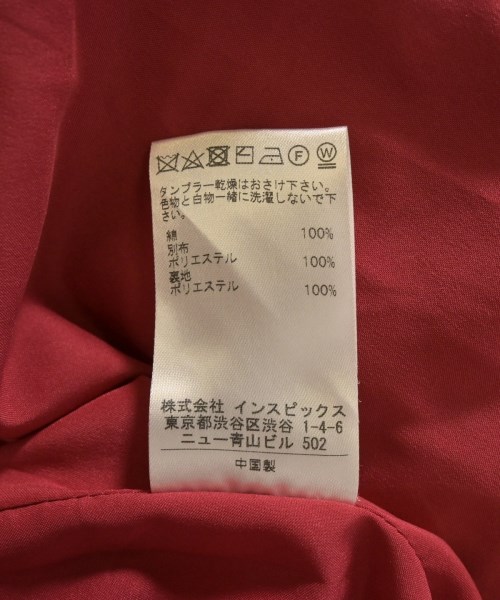 タンブラー乾燥はおさけ下さい。
色物と白物一緒に洗濯しないで下
さい。
綿 100%
別布
ポリエステル 100%
裏地
ポリエステル 100%
株式会社 インスピックス
東京都渋谷区渋谷 1-4-6
ニュー青山ビル 502
中国製
F
W